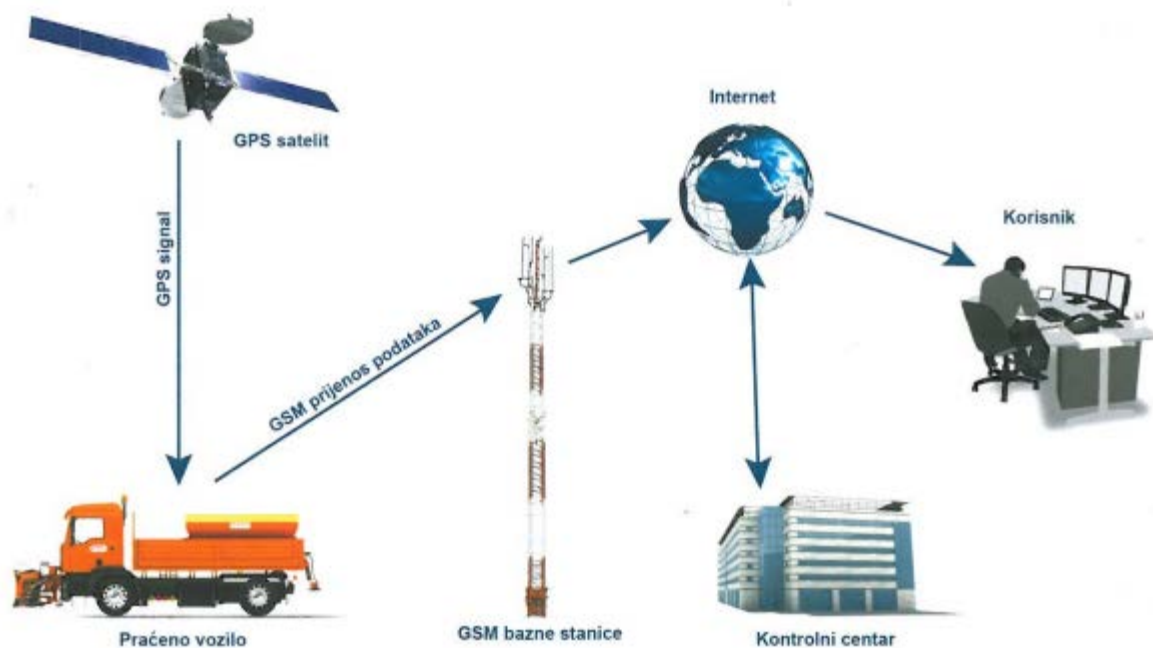 GPS satelit
Internet
Korisnik
GPS signal
GSM prijenos podataka
Praćeno vozilo
GSM bazne stanice
Kontrolni centar